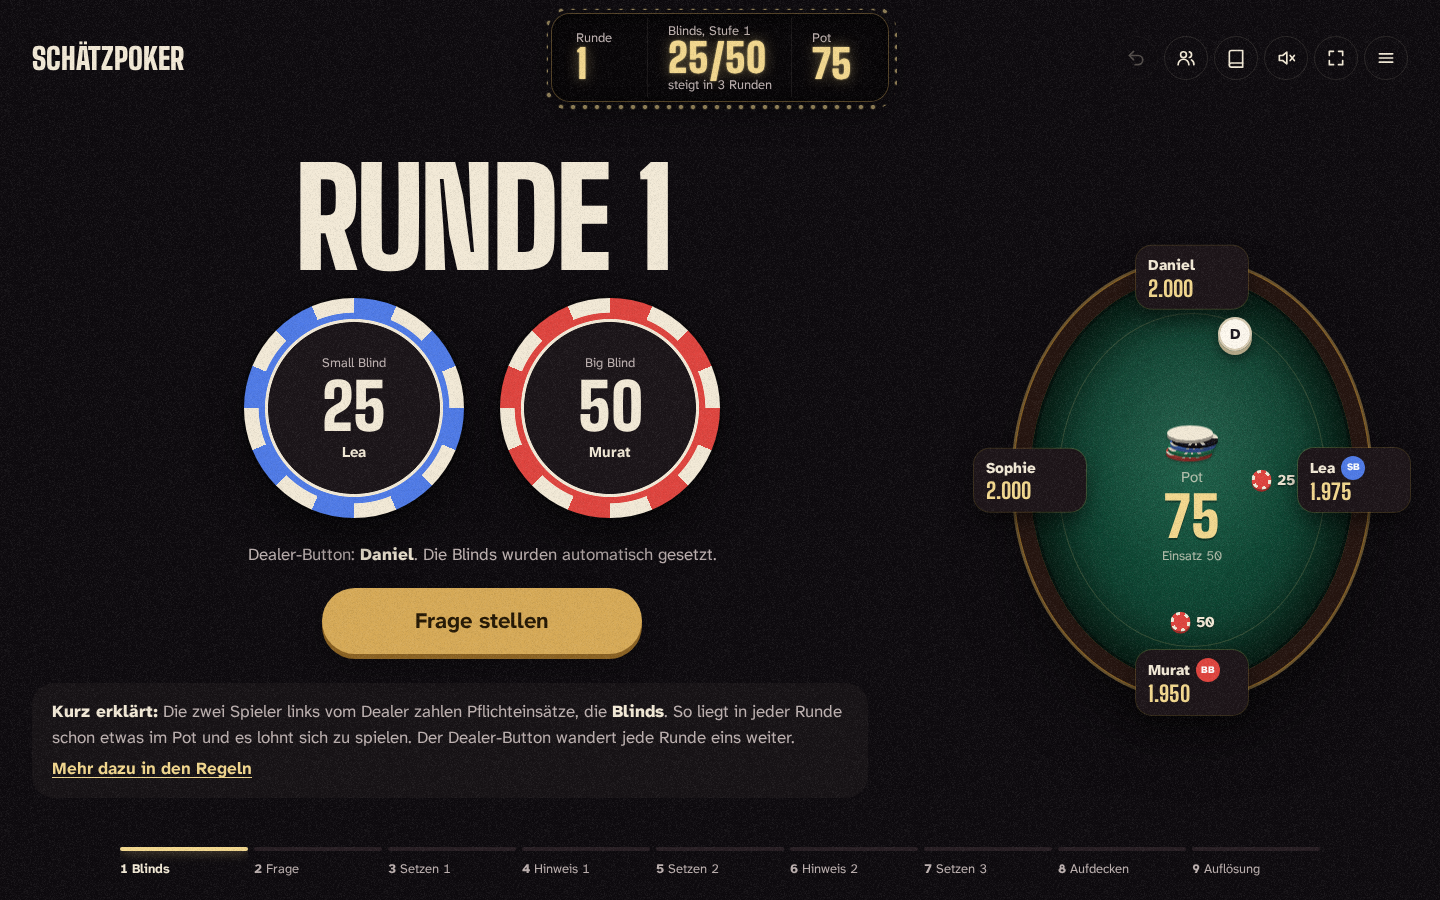 SCHÄTZPOKER
Runde
1
Blinds, Stufe 1
25/50
steigt in 3 Runden
Pot
75
RUNDE 1
Small Blind
25
Lea
Big Blind
50
Murat
Dealer-Button: Daniel. Die Blinds wurden automatisch gesetzt.
Frage stellen
Kurz erklärt: Die zwei Spieler links vom Dealer zahlen Pflichteinsätze, die Blinds. So liegt in jeder Runde
schon etwas im Pot und es lohnt sich zu spielen. Der Dealer-Button wandert jede Runde eins weiter.
Mehr dazu in den Regeln
Daniel
2.000
D
Sophie
2.000
Pot
75
Einsatz 50
25
Lea SB
1.975
50
Murat BB
1.950
1 Blinds
2 Frage
3 Setzen 1
4 Hinweis 1
5 Setzen 2
6 Hinweis 2
7 Setzen 3
8 Aufdecken
9 Auflösung